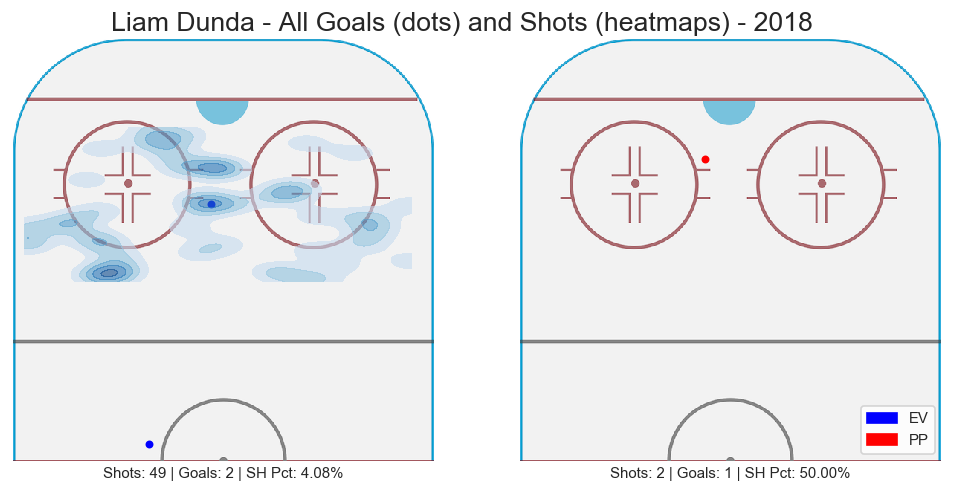 Liam Dunda - All Goals (dots) and Shots (heatmaps) - 2018
EV
PP
Shots: 49 | Goals: 2 | SH Pct: 4.08%
Shots: 2 | Goals: 1 | SH Pct: 50.00%